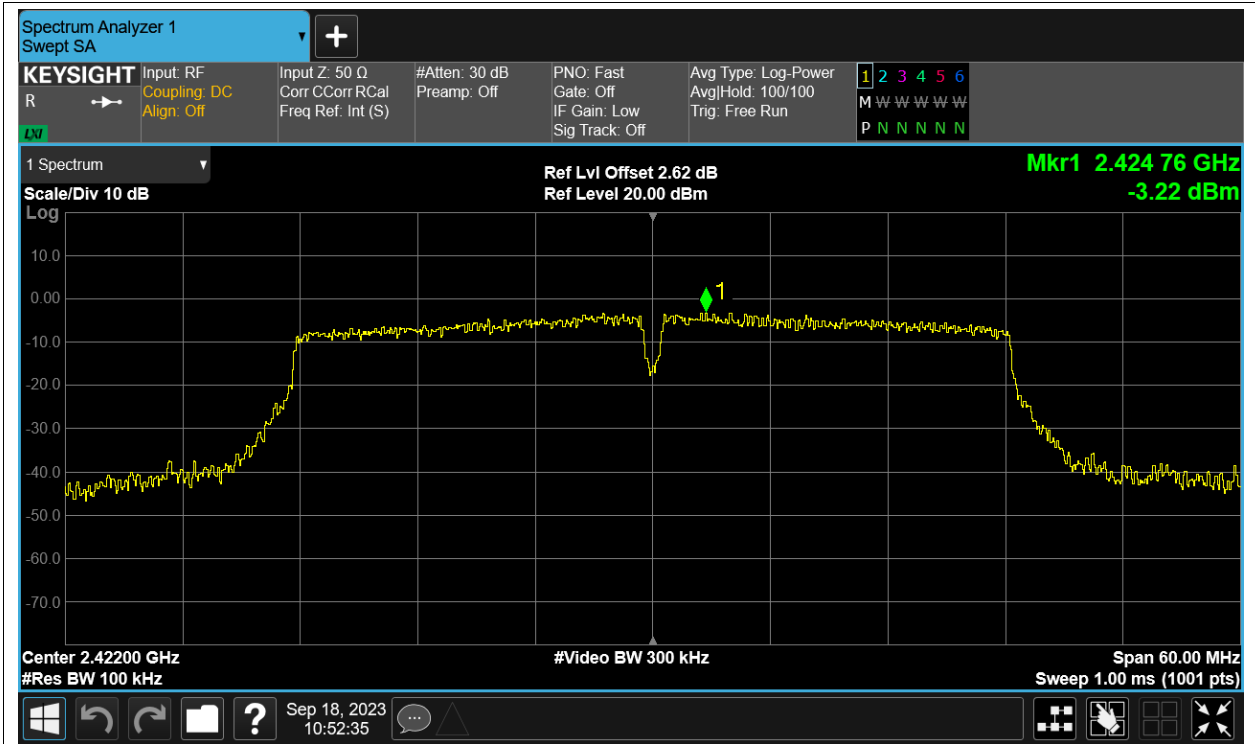 Spectrum Analyzer 1
Swept SA
KEYSIGHT
R
LXI
Input: RF
Coupling: DC
Align: Off
Input Z: 50 Ω
Corr CCorr RCal
Freq Ref: Int (S)
#Atten: 30 dB
Preamp: Off
PNO: Fast
Gate: Off
IF Gain: Low
Sig Track: Off
Avg Type: Log-Power
Avg|Hold: 100/100
Trig: Free Run
1 2 3 4 5 6
M W W W W W
P N N N N N
1 Spectrum
Scale/Div 10 dB
Log
Ref Lvl Offset 2.62 dB
Ref Level 20.00 dBm
Mkr1 2.424 76 GHz
-3.22 dBm
10.0
0.00
-10.0
-20.0
-30.0
-40.0
-50.0
-60.0
-70.0
1
Center 2.42200 GHz
#Res BW 100 kHz
#Video BW 300 kHz
Span 60.00 MHz
Sweep 1.00 ms (1001 pts)
?
Sep 18, 2023
10:52:35